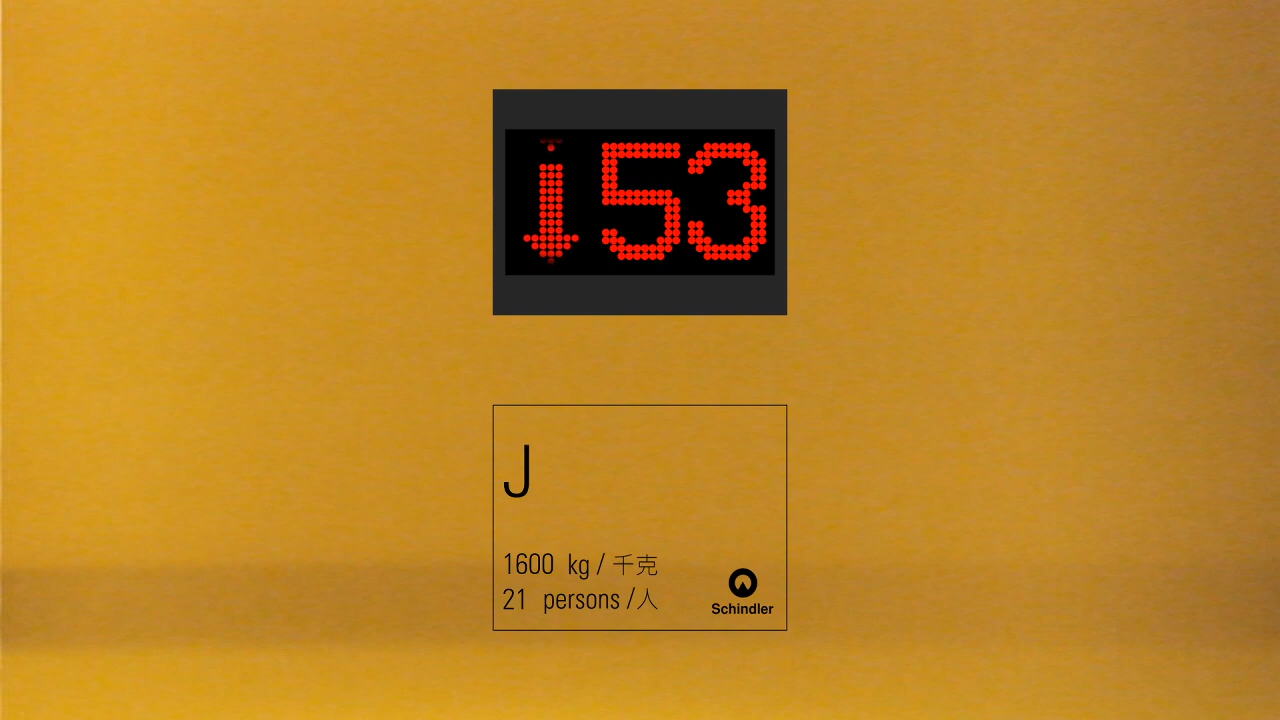 ↓ 53
J
1600 kg / 千克
21 persons / 人
Schindler